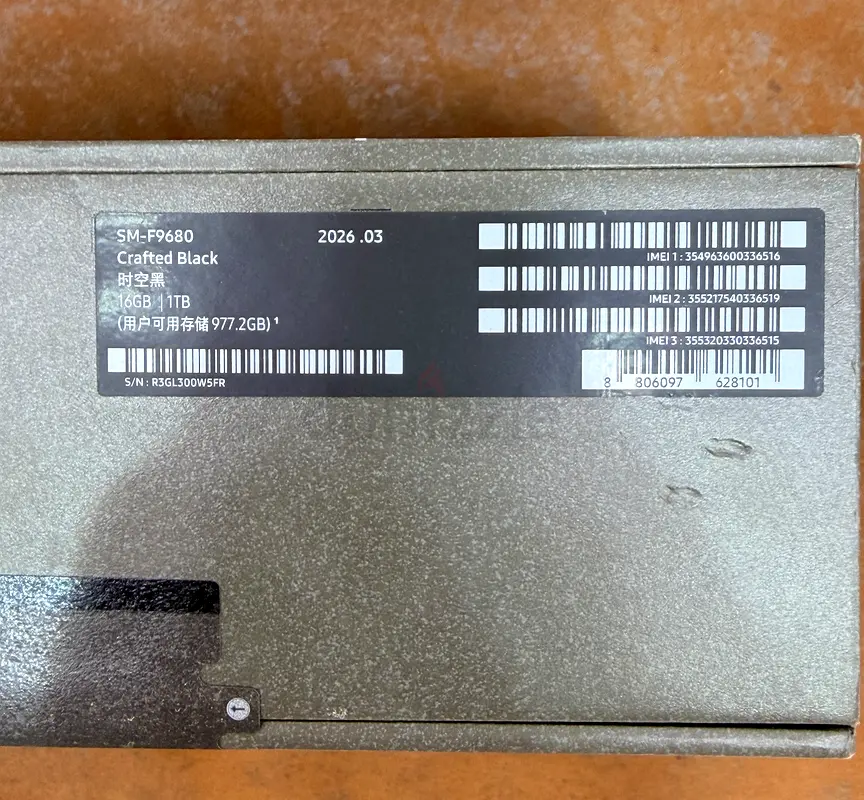 SM-F9680
2026 .03
Crafted Black
时空黑
16GB | 1TB
(用户可用存储 977.2GB) ¹
S/N : R3GL300W5FR
IMEI 1 : 354963600336516
IMEI 2 : 355217540336519
IMEI 3 : 355320330336515
8 806097 628101